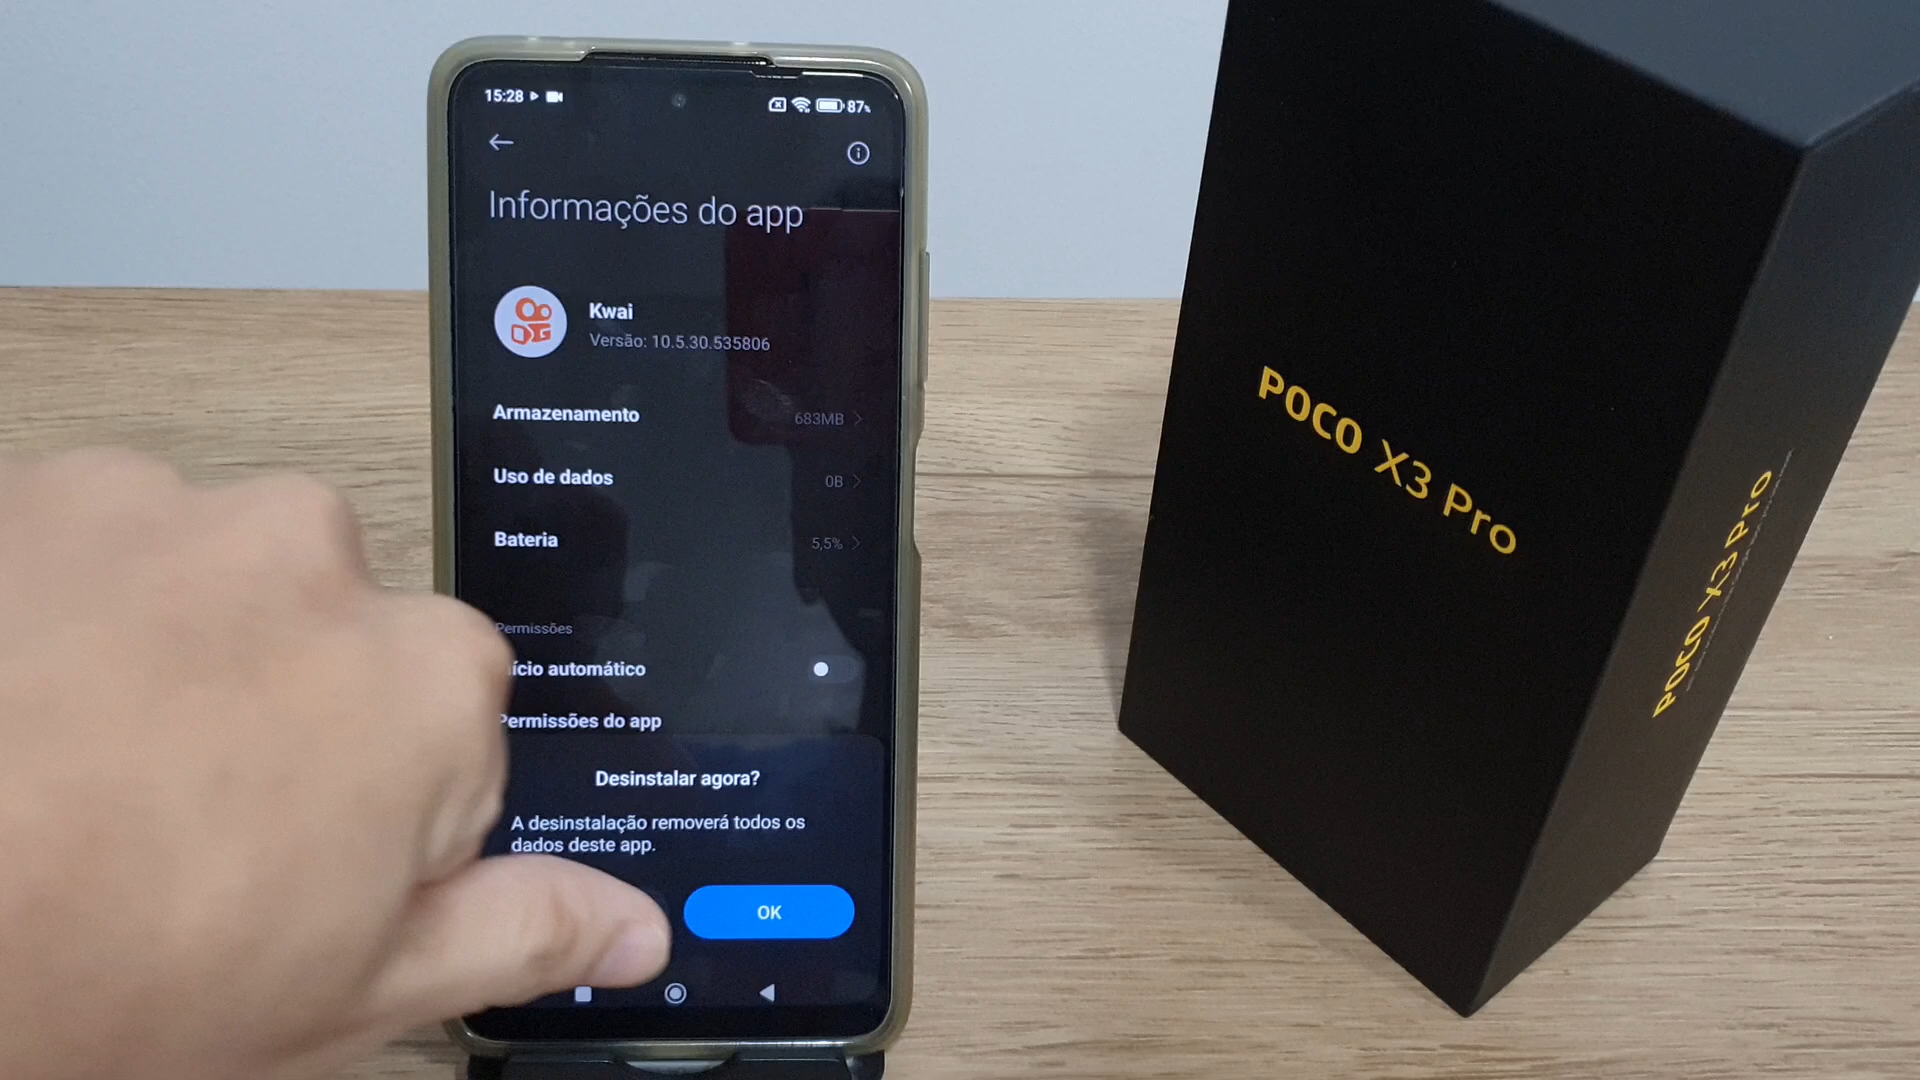 15:28
87%
Informações do app
Kwai
Versão: 10.5.30.535806
Armazenamento 683MB
Uso de dados 0B
Bateria 5,5%
Permissões
ício automático
Permissões do app
Desinstalar agora?
A desinstalação removerá todos os
dados deste app.
OK
POCO X3 Pro
POCO X3 Pro